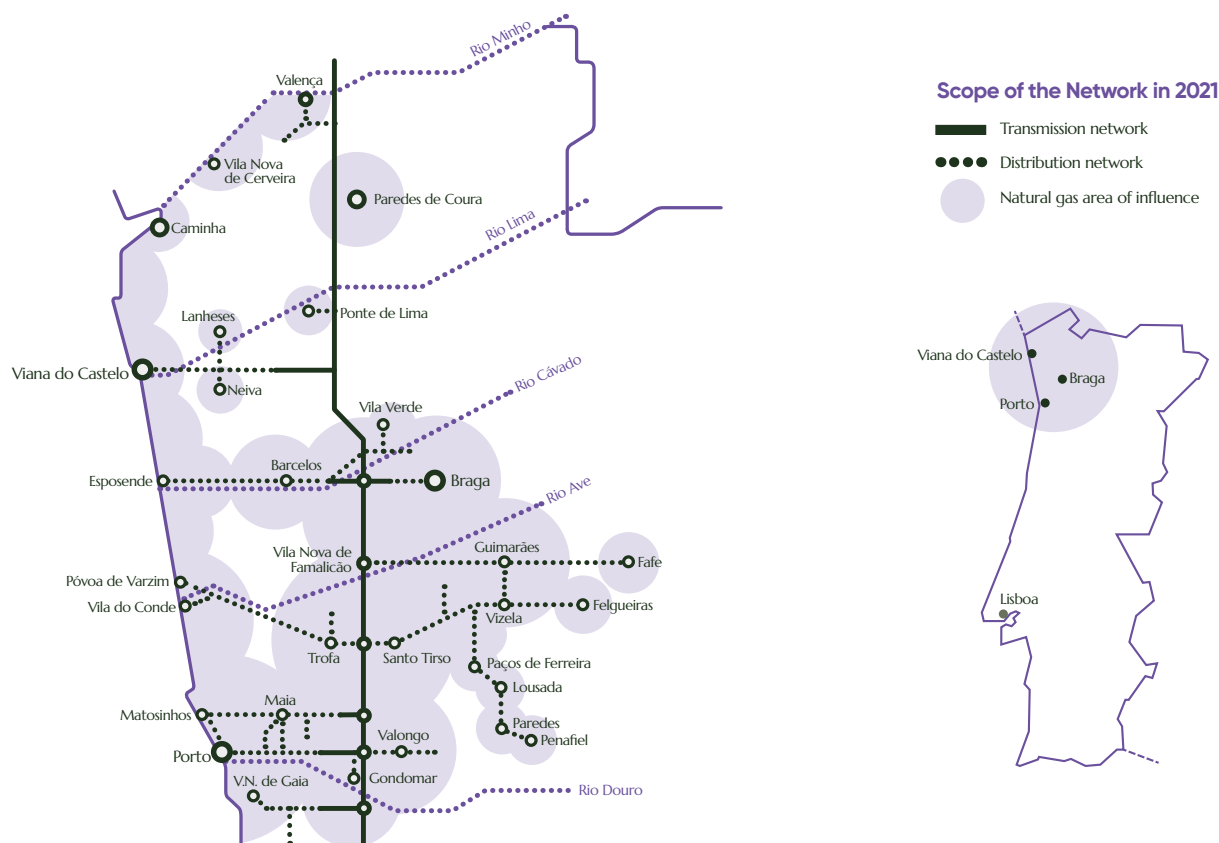 Rio Minho
Valença
Vila Nova
de Cerveira
Paredes de Coura
Caminha
Rio Lima
Lanheses
Ponte de Lima
Viana do Castelo
Neiva
Rio Cávado
Vila Verde
Esposende
Barcelos
Braga
Rio Ave
Vila Nova de
Famalicão
Guimarães
Fafe
Póvoa de Varzim
Vila do Conde
Vizela
Felgueiras
Trofa
Santo Tirso
Paços de Ferreira
Lousada
Maia
Matosinhos
Paredes
Penafiel
Valongo
Porto
V.N. de Gaia
Gondomar
Rio Douro
Scope of the Network in 2021
Transmission network
Distribution network
Natural gas area of influence
Viana do Castelo
Braga
Porto
Lisboa